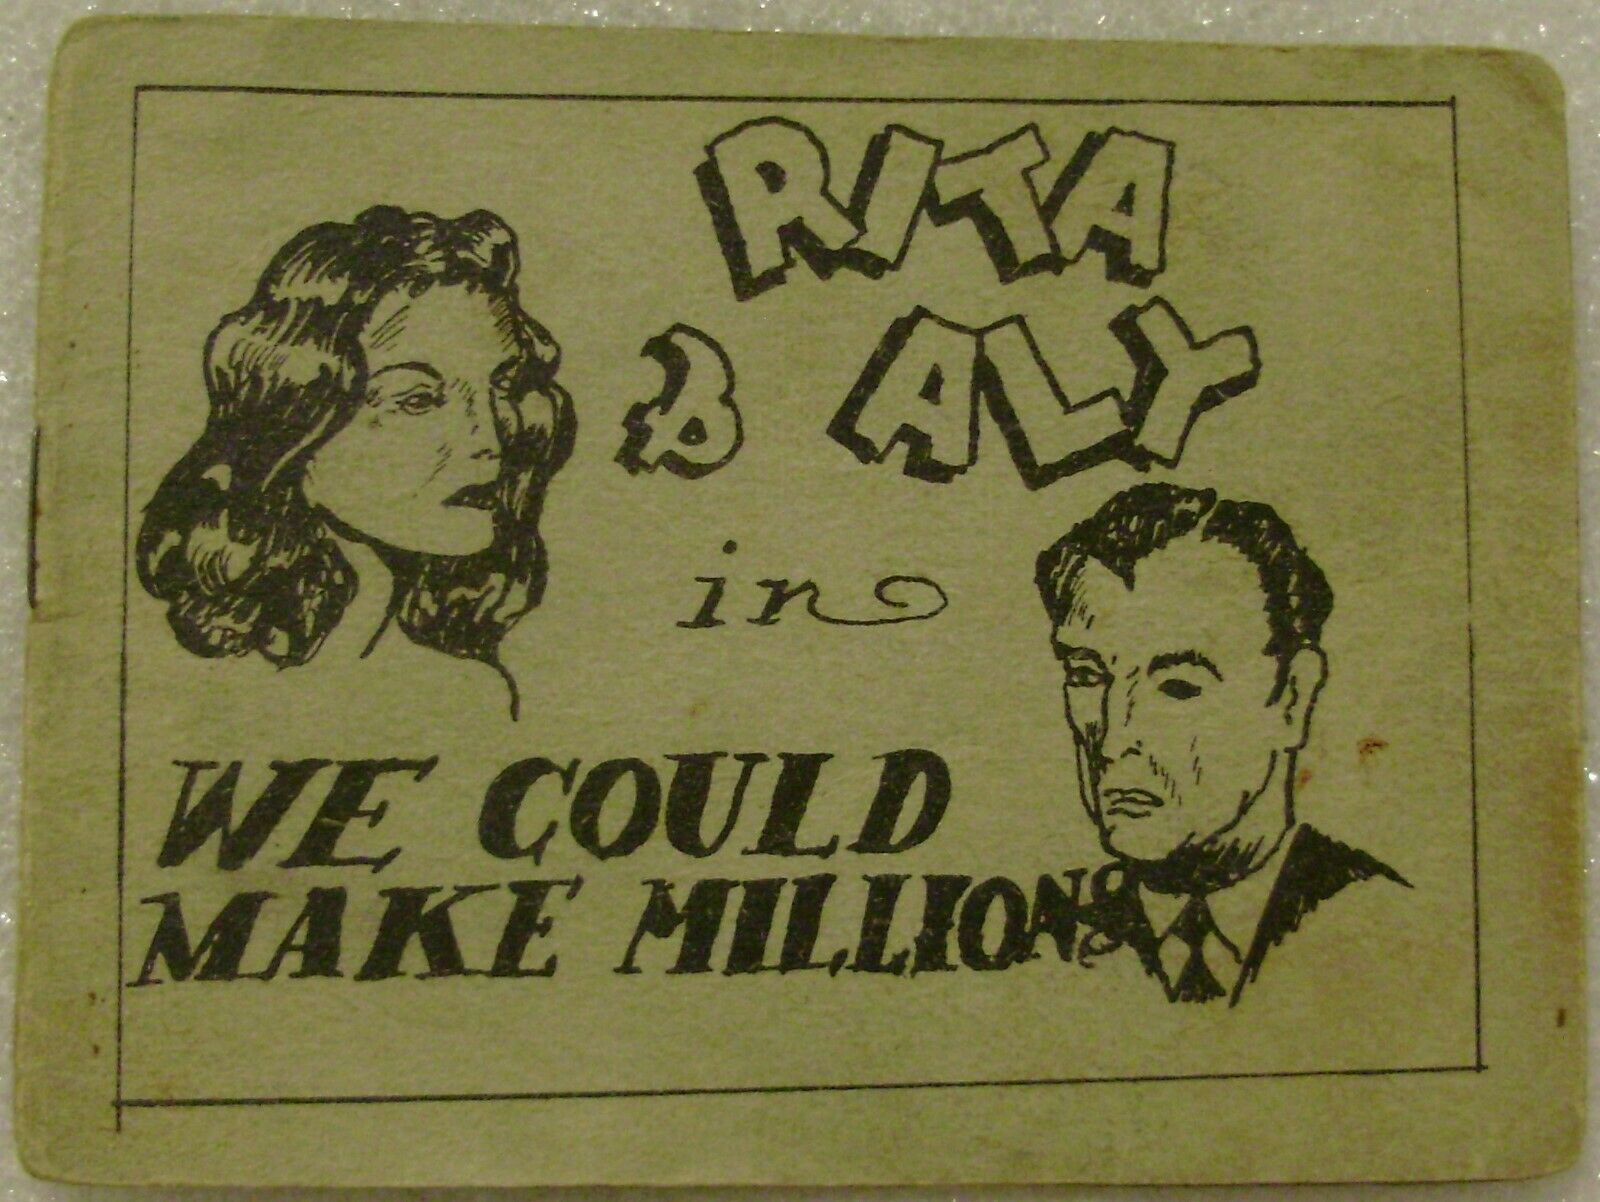 RITA
& ALY
in
WE COULD
MAKE MILLIONS